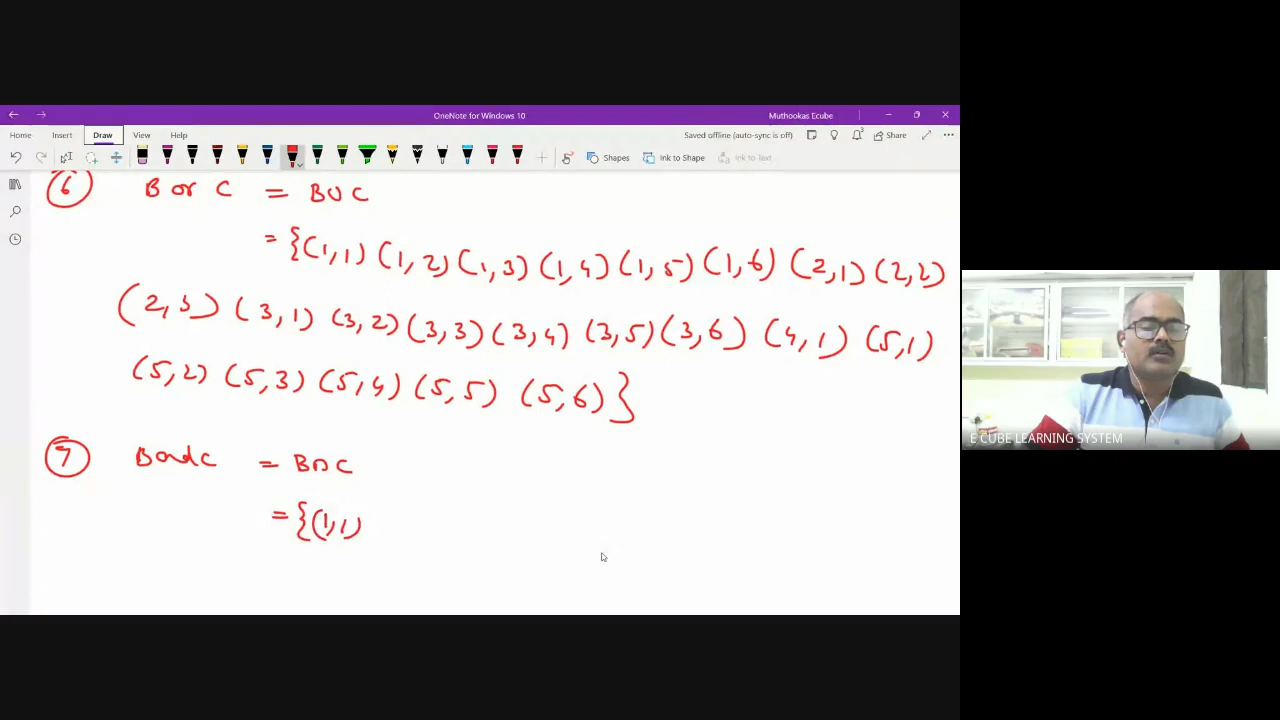 OneNote for Windows 10
Muthookas Ecube
Home Insert Draw View Help
Saved offline (auto-sync is off)
Share
Shapes
Ink to Shape
Ink to Text
6 B or C = B∪C
= {(1,1) (1,2) (1,3) (1,4) (1,5) (1,6) (2,1) (2,2)
(2,3) (3,1) (3,2) (3,3) (3,4) (3,5) (3,6) (4,1) (5,1)
(5,2) (5,3) (5,4) (5,5) (5,6)}
7 B and C = B∩C
= {(1,1)
E CUBE LEARNING SYSTEM